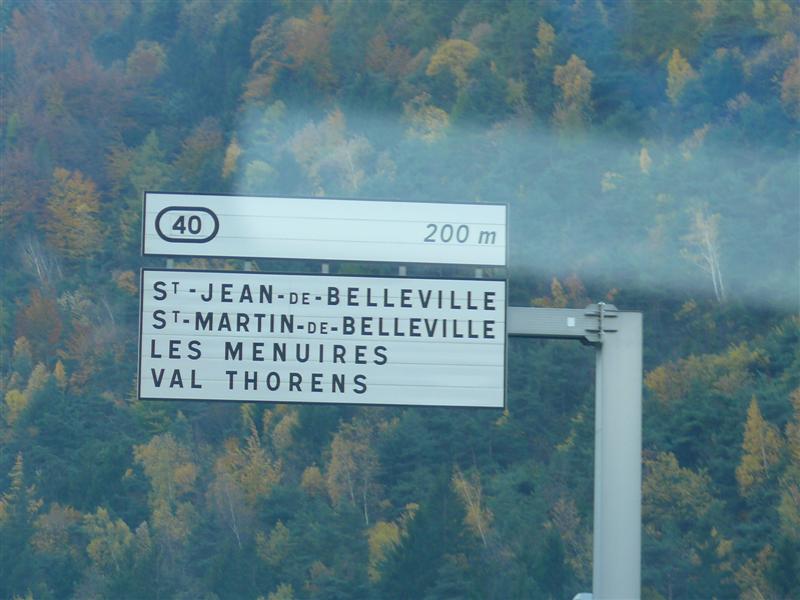 40 200 m
ST-JEAN-DE-BELLEVILLE
ST-MARTIN-DE-BELLEVILLE
LES MENUIRES
VAL THORENS